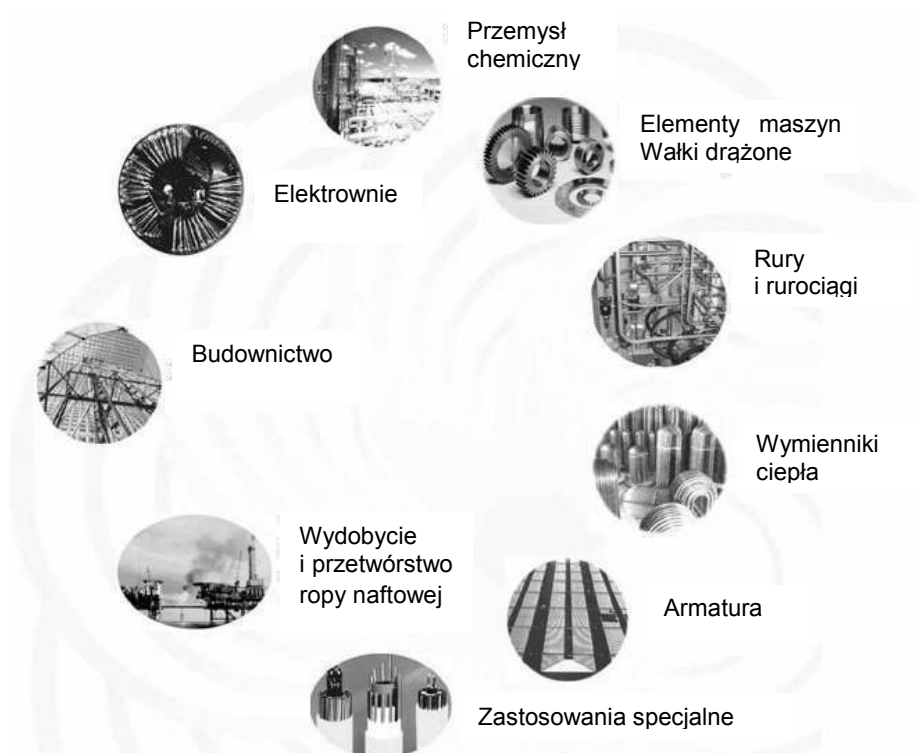 Przemysł
chemiczny
Elementy maszyn
Wałki drążone
Elektrownie
Rury
i rurociągi
Budownictwo
Wymienniki
ciepła
Wydobycie
i przetwórstwo
ropy naftowej
Armatura
Zastosowania specjalne